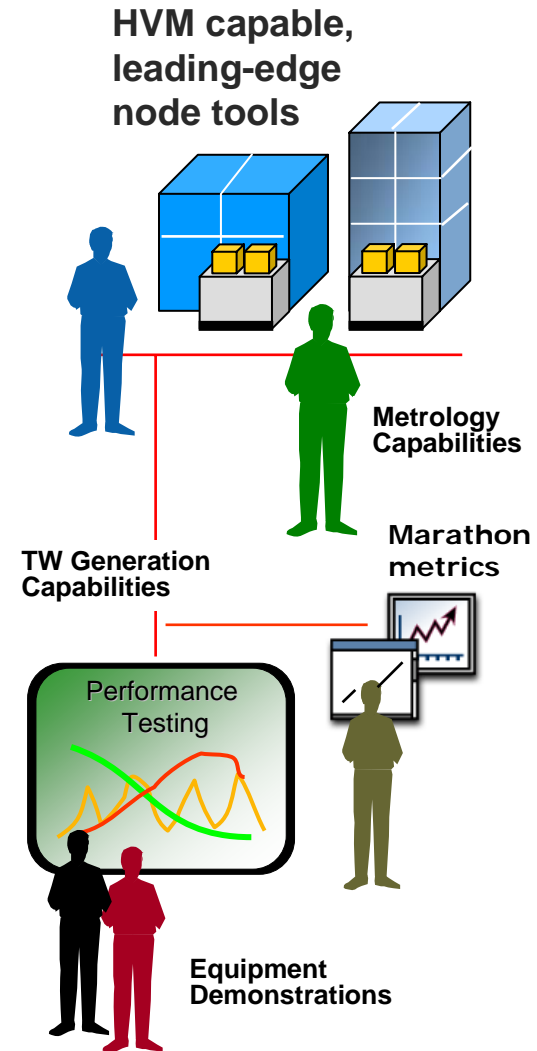 HVM capable,
leading-edge
node tools
Metrology
Capabilities
Marathon
metrics
TW Generation
Capabilities
Performance
Testing
Equipment
Demonstrations